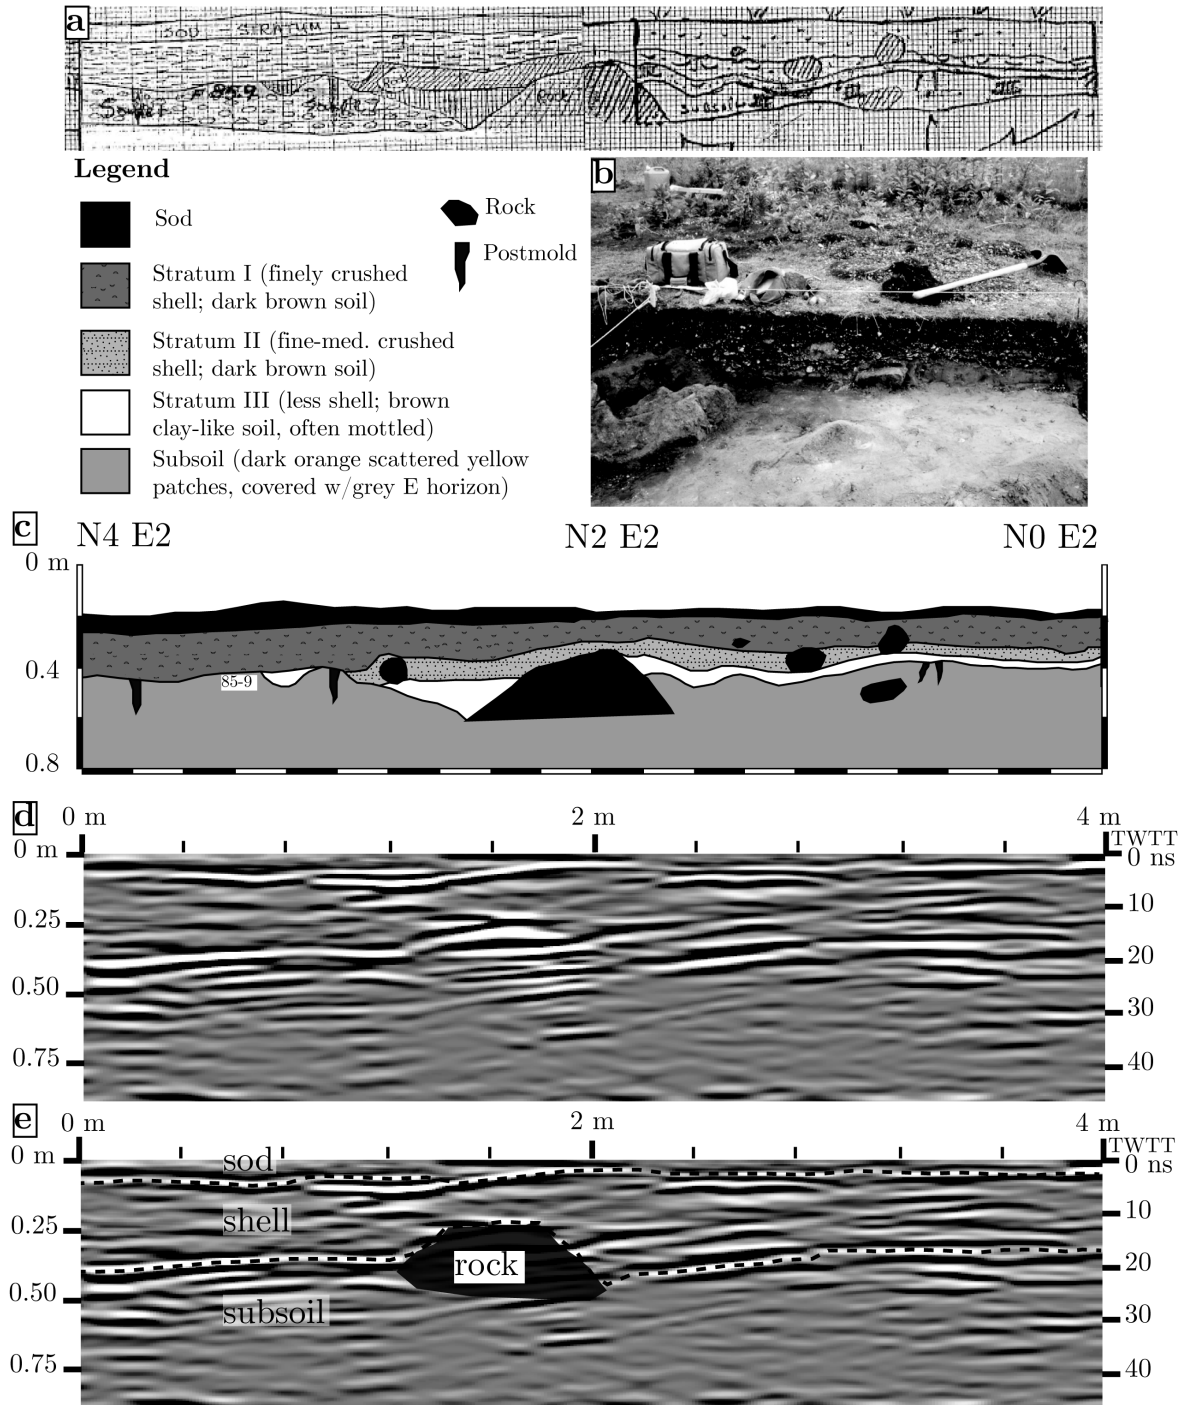 a
SOD STRATUM I
85-9
Rock
Rock
Subsoil
Legend
Sod
Stratum I (finely crushed
shell; dark brown soil)
Stratum II (fine-med. crushed
shell; dark brown soil)
Stratum III (less shell; brown
clay-like soil, often mottled)
Subsoil (dark orange scattered yellow
patches, covered w/grey E horizon)
Rock
Postmold
b
c
N4 E2 N2 E2 N0 E2
0 m
0.4
0.8
85-9
d
0 m 2 m 4 m
0 m
0.25
0.50
0.75
TWTT
0 ns
10
20
30
40
e
0 m 2 m 4 m
0 m
0.25
0.50
0.75
TWTT
0 ns
10
20
30
40
sod
shell
rock
subsoil